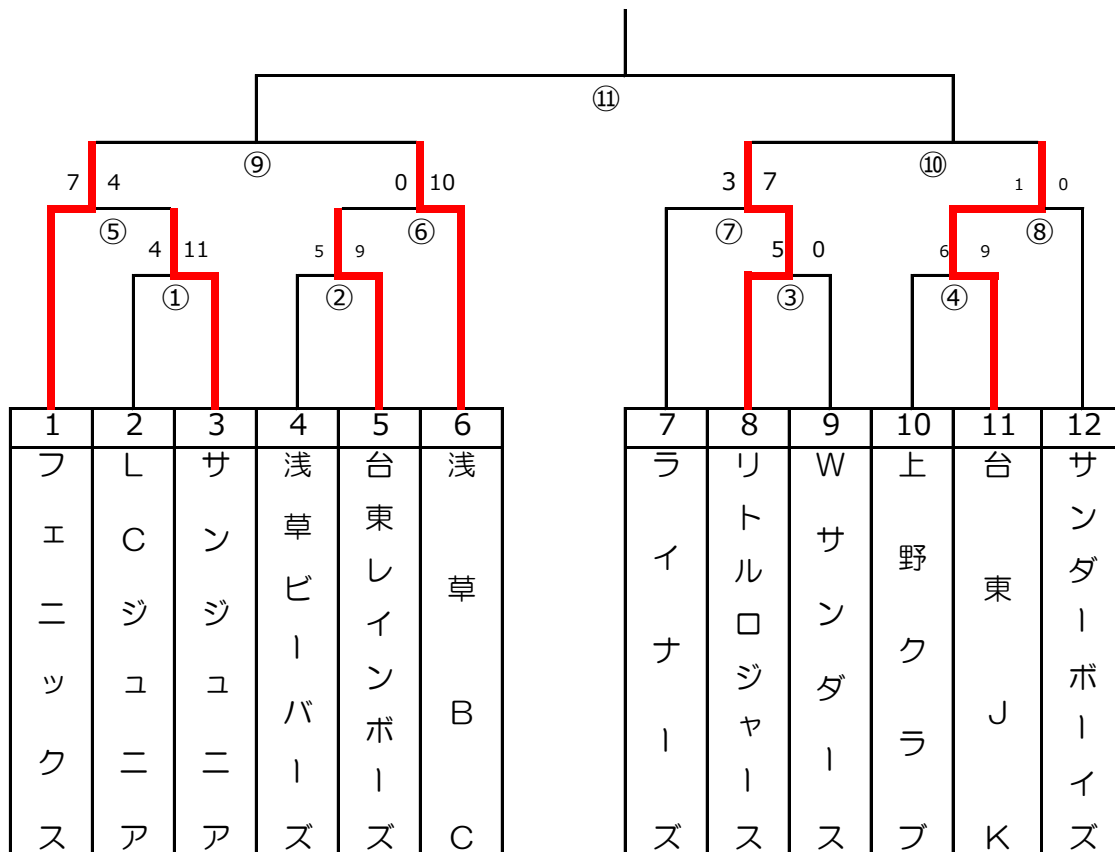 ⑪
⑨ ⑩
7 4 0 10 3 7 1 0
⑤ ⑥ ⑦ ⑧
4 11 5 9 5 0 6 9
① ② ③ ④
1 2 3 4 5 6 7 8 9 10 11 12
フェニックス
LCジュニア
サンジュニア
浅草ビーバーズ
台東レインボーズ
浅草BC
ライナーズ
リトルロジャース
Wサンダース
上野クラブ
台東JK
サンダーボーイズ